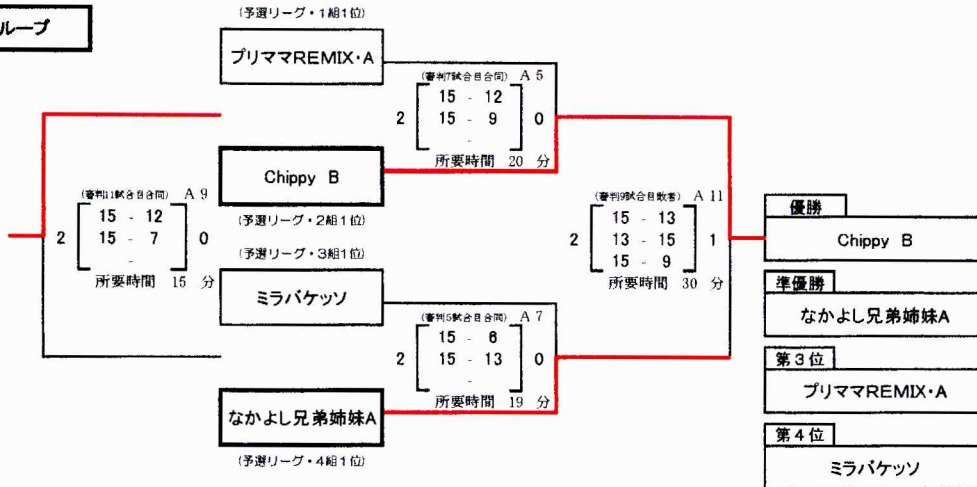 ループ
(予選リーグ・1組1位)
プリママREMIX・A
(審判7試合目合同) A 5
15 - 12
2 15 - 9 0
-
所要時間 20 分
Chippy B
(予選リーグ・2組1位)
(審判11試合目合同) A 9
15 - 12
2 15 - 7 0
-
所要時間 15 分
(予選リーグ・3組1位)
ミラバケッソ
(審判5試合目合同) A 7
15 - 6
2 15 - 13 0
-
所要時間 19 分
なかよし兄弟姉妹A
(予選リーグ・4組1位)
(審判9試合目敗者) A 11
15 - 13
2 13 - 15 1
15 - 9
所要時間 30 分
優勝
Chippy B
準優勝
なかよし兄弟姉妹A
第3位
プリママREMIX・A
第4位
ミラバケッソ